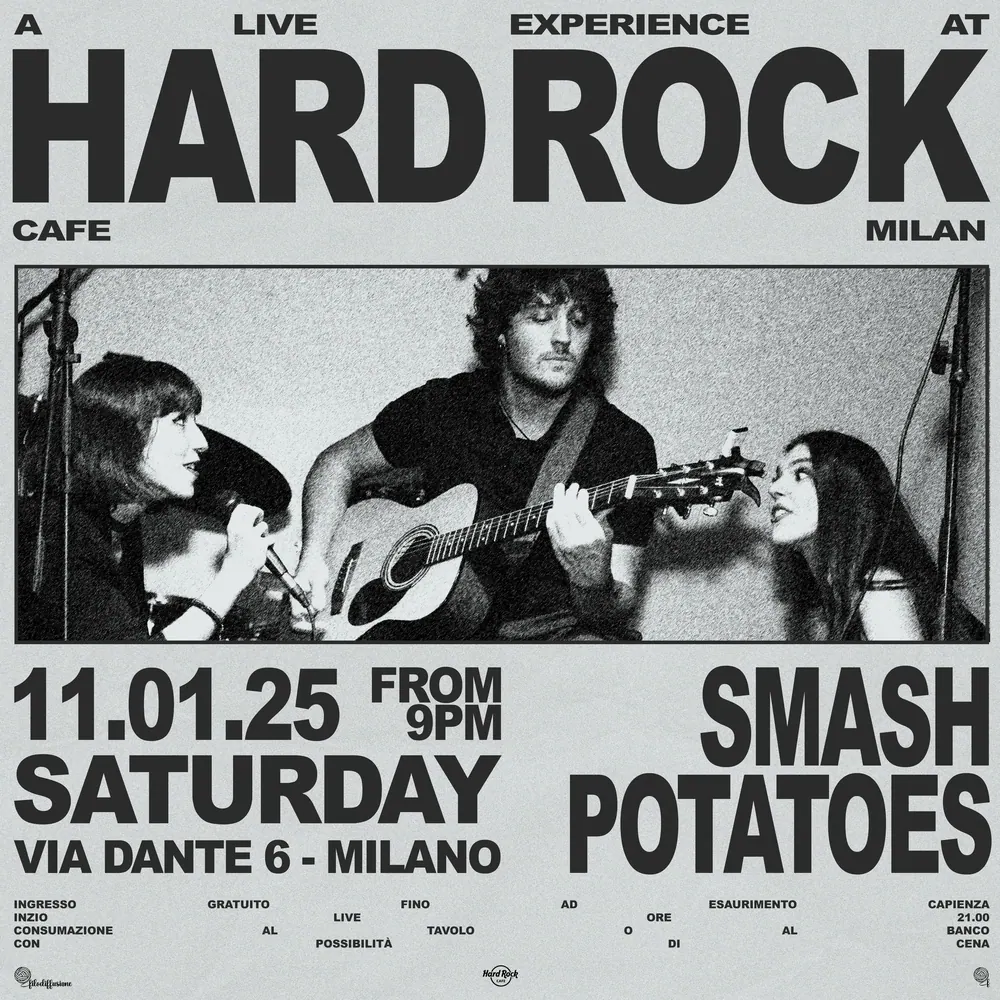 A LIVE EXPERIENCE AT
HARD ROCK
CAFE MILAN
11.01.25 FROM 9PM
SATURDAY
VIA DANTE 6 - MILANO
SMASH
POTATOES
INGRESSO GRATUITO FINO AD ESAURIMENTO CAPIENZA
INZIO LIVE ORE 21.00
CONSUMAZIONE AL TAVOLO O AL BANCO
CON POSSIBILITÀ DI CENA
filodiffusione
Hard Rock
CAFE